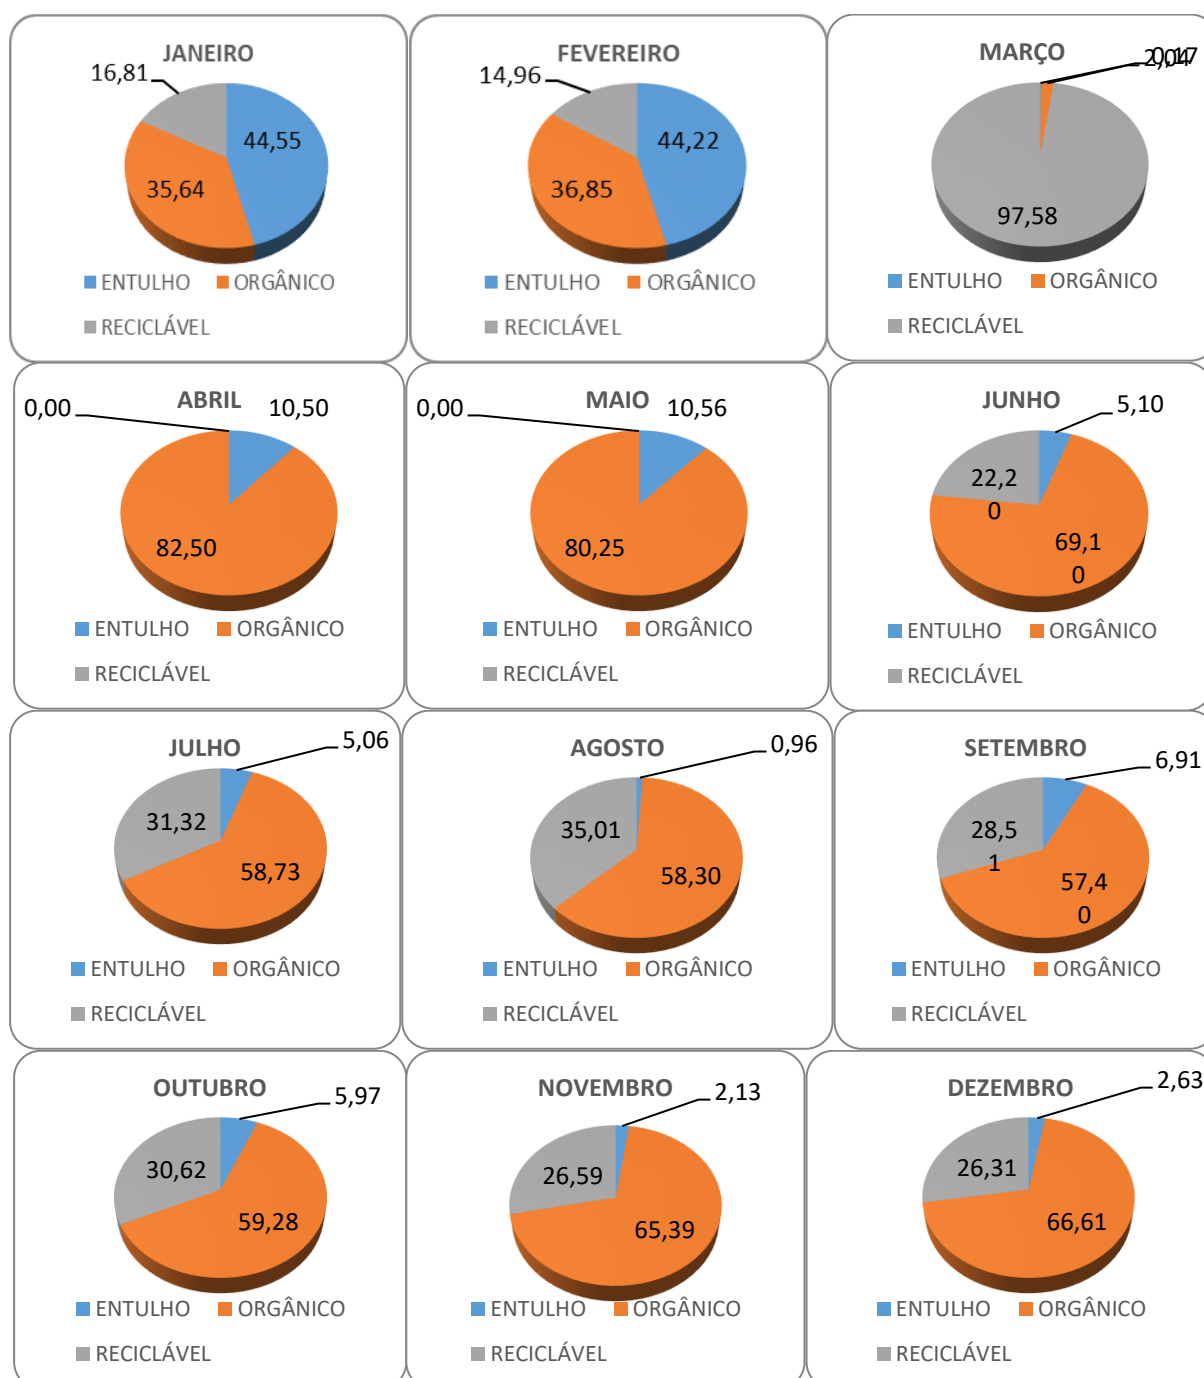 JANEIRO
16,81
44,55
35,64
ENTULHO ORGÂNICO
RECICLÁVEL
FEVEREIRO
14,96
44,22
36,85
ENTULHO ORGÂNICO
RECICLÁVEL
MARÇO
2,04
0,17
97,58
ENTULHO ORGÂNICO
RECICLÁVEL
ABRIL
0,00
10,50
82,50
ENTULHO ORGÂNICO
RECICLÁVEL
MAIO
0,00
10,56
80,25
ENTULHO ORGÂNICO
RECICLÁVEL
JUNHO
5,10
22,2
0
69,1
0
ENTULHO ORGÂNICO
RECICLÁVEL
JULHO
5,06
31,32
58,73
ENTULHO ORGÂNICO
RECICLÁVEL
AGOSTO
0,96
35,01
58,30
ENTULHO ORGÂNICO
RECICLÁVEL
SETEMBRO
6,91
28,5
1
57,4
0
ENTULHO ORGÂNICO
RECICLÁVEL
OUTUBRO
5,97
30,62
59,28
ENTULHO ORGÂNICO
RECICLÁVEL
NOVEMBRO
2,13
26,59
65,39
ENTULHO ORGÂNICO
RECICLÁVEL
DEZEMBRO
2,63
26,31
66,61
ENTULHO ORGÂNICO
RECICLÁVEL